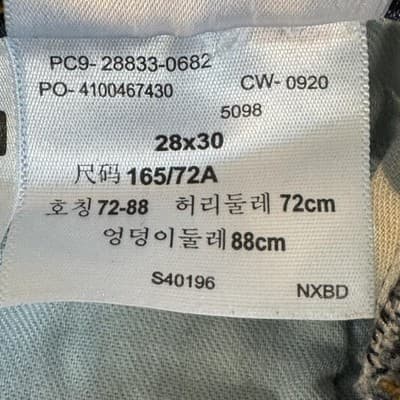 PC9- 28833-0682
PO- 4100467430 CW- 0920
5098
28x30
尺码 165/72A
호칭 72-88 허리둘레 72cm
엉덩이둘레 88cm
S40196 NXBD